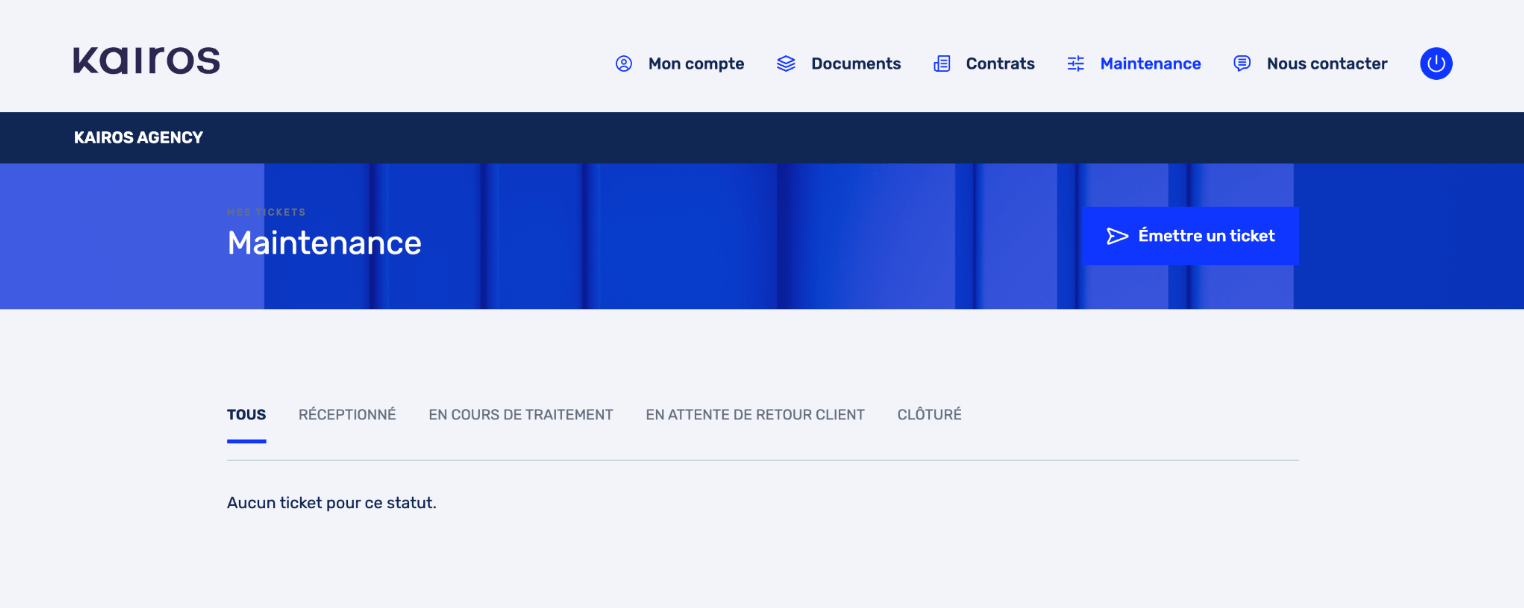 kairos
Mon compte
Documents
Contrats
Maintenance
Nous contacter
KAIROS AGENCY
MES TICKETS
Maintenance
Émettre un ticket
TOUS
RÉCEPTIONNÉ
EN COURS DE TRAITEMENT
EN ATTENTE DE RETOUR CLIENT
CLÔTURÉ
Aucun ticket pour ce statut.